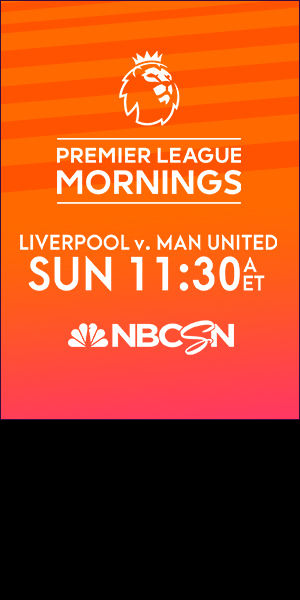 PREMIER LEAGUE
MORNINGS
LIVERPOOL v. MAN UNITED
SUN 11:30 A ET
NBCSN